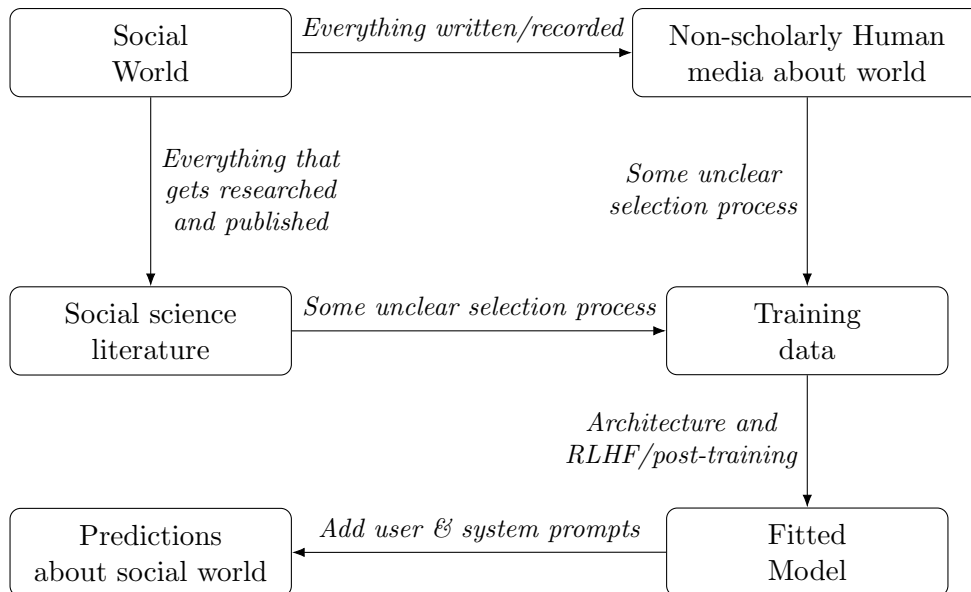 Social
World
Everything written/recorded
Non-scholarly Human
media about world
Everything that
gets researched
and published
Some unclear
selection process
Social science
literature
Some unclear selection process
Training
data
Architecture and
RLHF/post-training
Predictions
about social world
Add user & system prompts
Fitted
Model